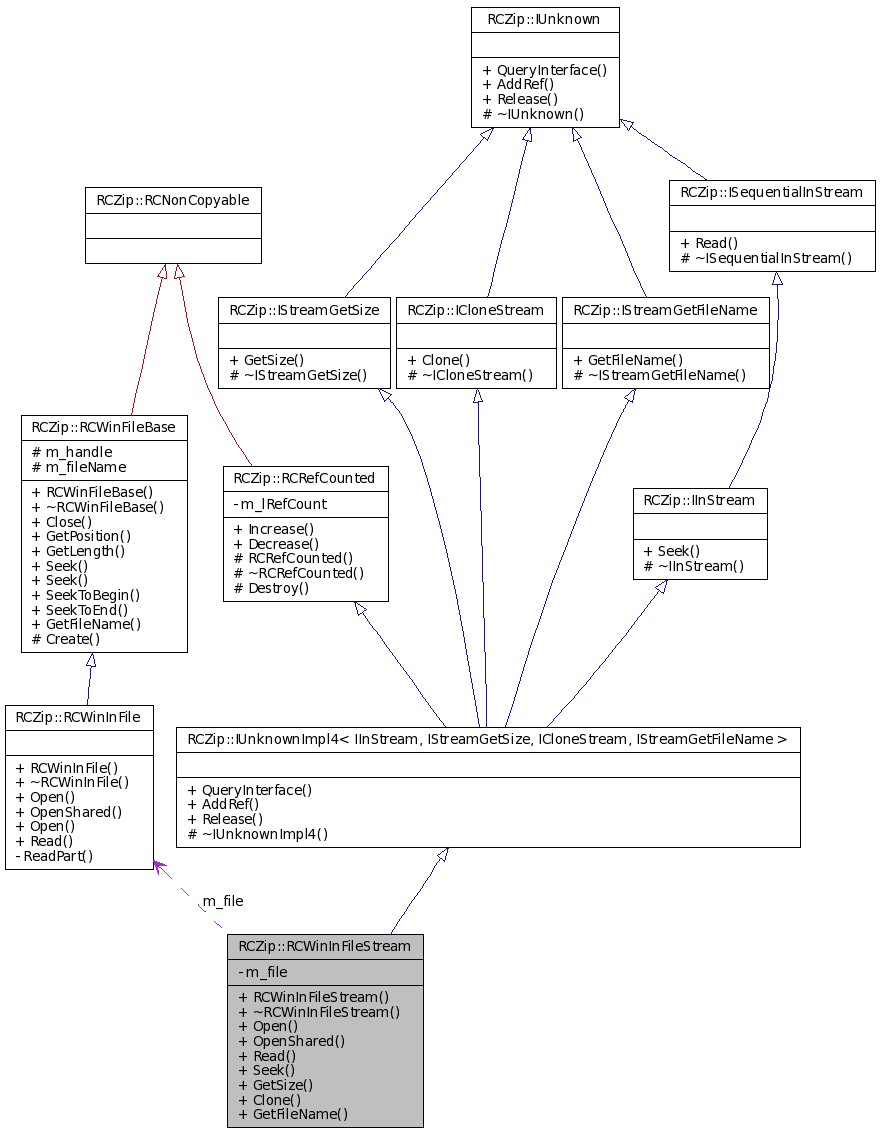 RCZip::IUnknown
+ QueryInterface()
+ AddRef()
+ Release()
# ~IUnknown()
RCZip::RCNonCopyable
RCZip::ISequentialInStream
+ Read()
# ~ISequentialInStream()
RCZip::IStreamGetSize
+ GetSize()
# ~IStreamGetSize()
RCZip::ICloneStream
+ Clone()
# ~ICloneStream()
RCZip::IStreamGetFileName
+ GetFileName()
# ~IStreamGetFileName()
RCZip::RCWinFileBase
# m_handle
# m_fileName
+ RCWinFileBase()
+ ~RCWinFileBase()
+ Close()
+ GetPosition()
+ GetLength()
+ Seek()
+ Seek()
+ SeekToBegin()
+ SeekToEnd()
+ GetFileName()
# Create()
RCZip::RCRefCounted
- m_lRefCount
+ Increase()
+ Decrease()
# RCRefCounted()
# ~RCRefCounted()
# Destroy()
RCZip::IInStream
+ Seek()
# ~IInStream()
RCZip::RCWinInFile
+ RCWinInFile()
+ ~RCWinInFile()
+ Open()
+ OpenShared()
+ Open()
+ Read()
- ReadPart()
RCZip::IUnknownImpl4< IInStream, IStreamGetSize, ICloneStream, IStreamGetFileName >
+ QueryInterface()
+ AddRef()
+ Release()
# ~IUnknownImpl4()
m_file
RCZip::RCWinInFileStream
- m_file
+ RCWinInFileStream()
+ ~RCWinInFileStream()
+ Open()
+ OpenShared()
+ Read()
+ Seek()
+ GetSize()
+ Clone()
+ GetFileName()